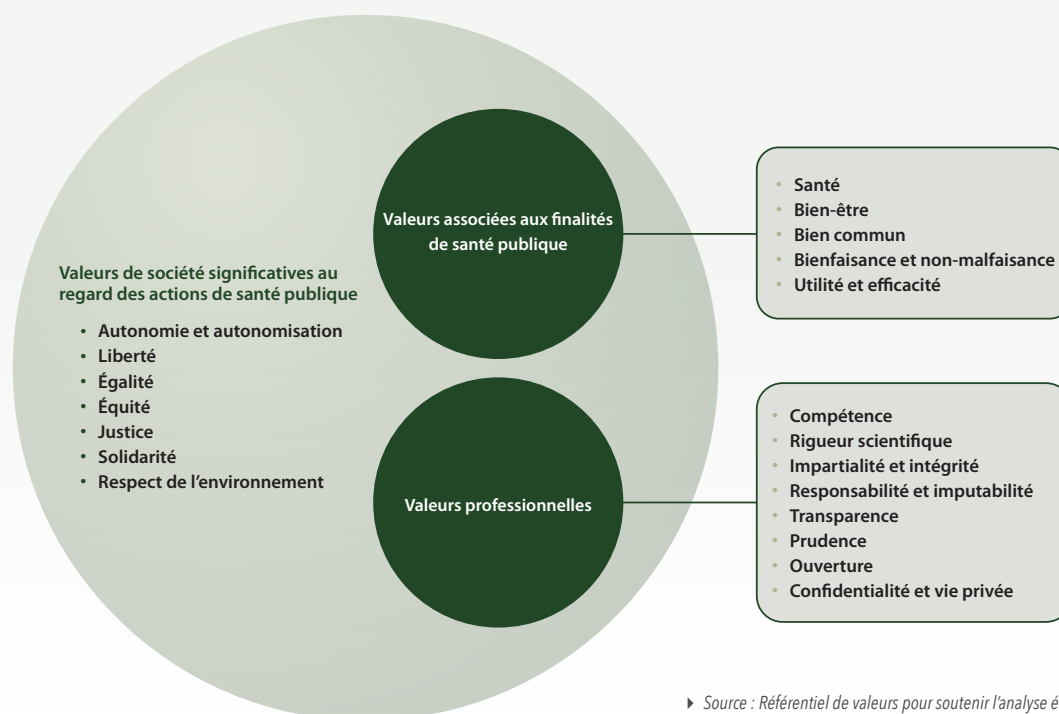 Valeurs de société significatives au
regard des actions de santé publique
• Autonomie et autonomisation
• Liberté
• Égalité
• Équité
• Justice
• Solidarité
• Respect de l'environnement
Valeurs associées aux finalités
de santé publique
• Santé
• Bien-être
• Bien commun
• Bienfaisance et non-malfaisance
• Utilité et efficacité
Valeurs professionnelles
• Compétence
• Rigueur scientifique
• Impartialité et intégrité
• Responsabilité et imputabilité
• Transparence
• Prudence
• Ouverture
• Confidentialité et vie privée
Source : Référentiel de valeurs pour soutenir l'analyse